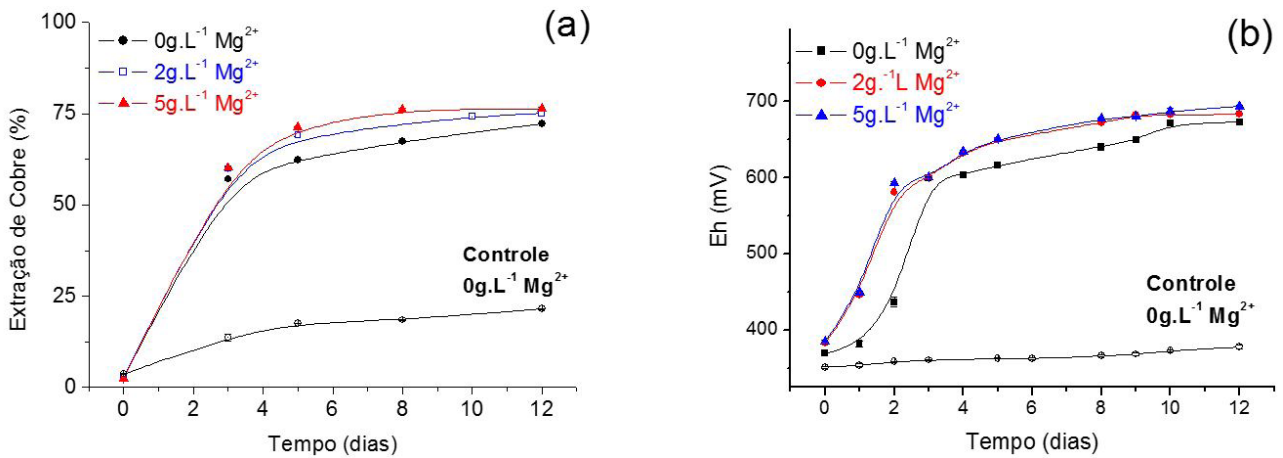 (a)
0g.L⁻¹ Mg²⁺
2g.L⁻¹ Mg²⁺
5g.L⁻¹ Mg²⁺
Controle
0g.L⁻¹ Mg²⁺
Extração de Cobre (%)
100
75
50
25
0
0 2 4 6 8 10 12
Tempo (dias)
(b)
0g.L⁻¹ Mg²⁺
2g.⁻¹L Mg²⁺
5g.L⁻¹ Mg²⁺
Controle
0g.L⁻¹ Mg²⁺
Eh (mV)
700
600
500
400
0 2 4 6 8 10 12
Tempo (dias)